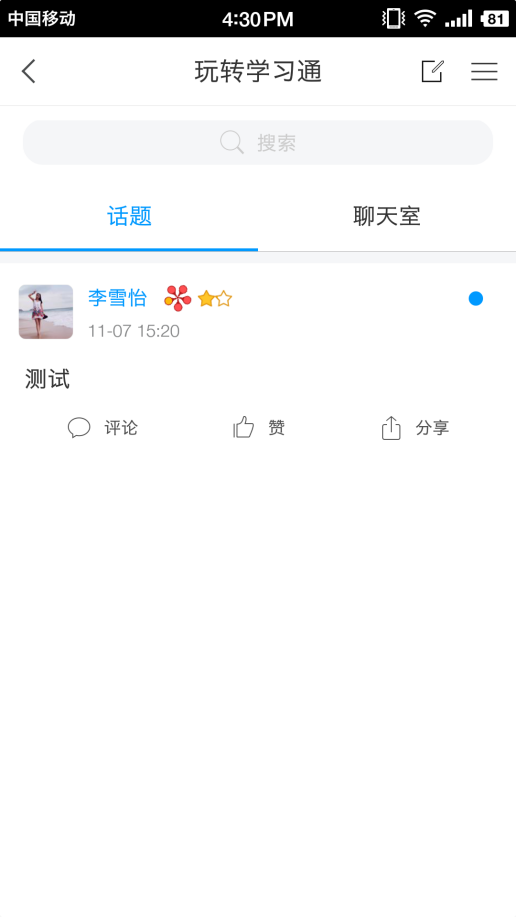 中国移动 4:30PM 81
玩转学习通
搜索
话题 聊天室
李雪怡
11-07 15:20
测试
评论 赞 分享